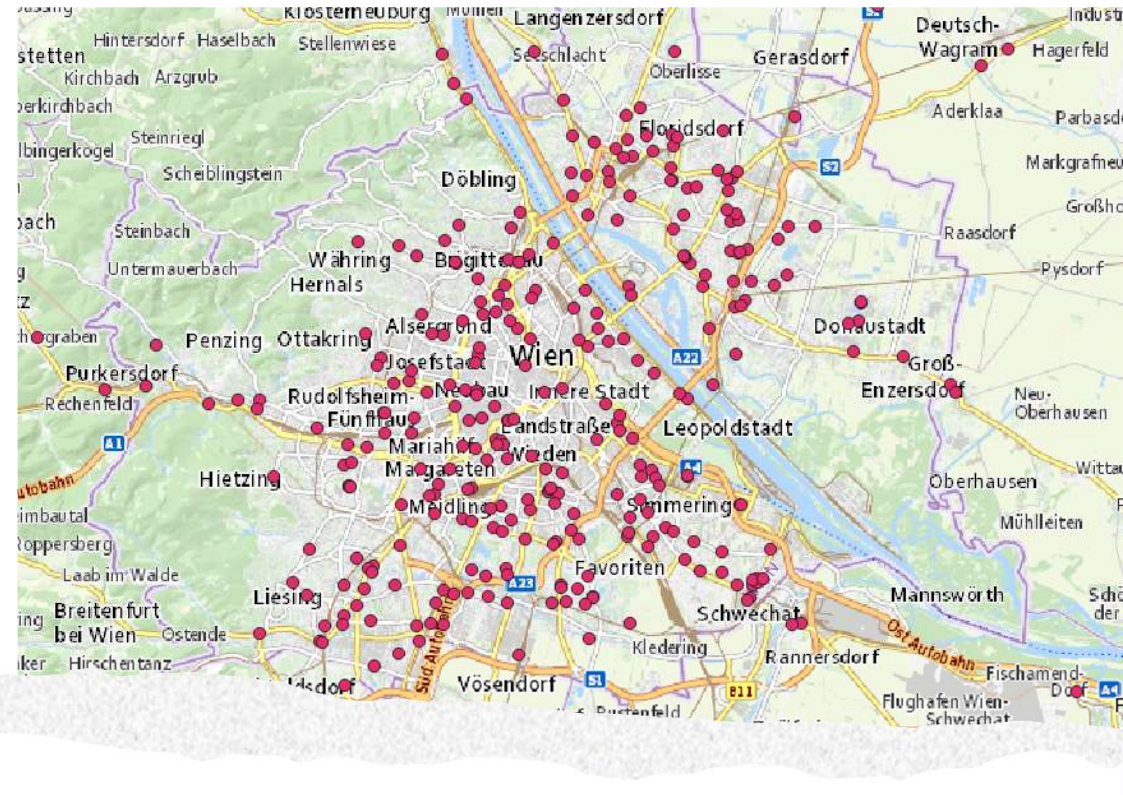 Klosterneuburg
Langenzersdorf
Deutsch-
Wagram
Hagerfeld
Hintersdorf
Haselbach
Stellenwiese
Gerasdorf
Kirchbach
Arzgrub
Oberlisse
Aderklaa
Steinriegl
Floridsdorf
Scheiblingstein
S2
Döbling
Steinbach
Raasdorf
Untermauerbach
Währing
Brigittenau
Pysdorf
Hernals
Penzing
Ottakring
Alsergrund
Donaustadt
Josefstadt
Wien
A22
Groß-
Enzersdorf
Purkersdorf
Rechenfeld
Rudolfsheim-
Fünfhaus
Neubau
Innere Stadt
Neu-
Oberhausen
A1
Landstraße
Leopoldstadt
Mariahilf
Wieden
Margareten
A4
Hietzing
Oberhausen
Meidling
Simmering
Mühlleiten
Laab im Walde
A23
Favoriten
Liesing
Mannswörth
Breitenfurt
bei Wien
Ostende
Schwechat
Süd Autobahn
Kledering
Rannersdorf
Ost Autobahn
Hirschentanz
Vösendorf
S1
B11
Fischamend-
Dorf
A4
Flughafen Wien-
Schwechat